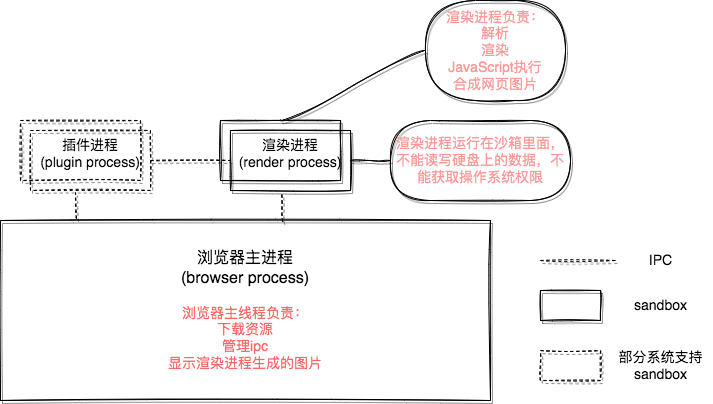 渲染进程负责：
解析
渲染
JavaScript执行
合成网页图片
插件进程
(plugin process)
渲染进程
(render process)
渲染进程运行在沙箱里面，
不能读写硬盘上的数据，不
能获取操作系统权限
浏览器主进程
(browser process)
浏览器主线程负责：
下载资源
管理ipc
显示渲染进程生成的图片
IPC
sandbox
部分系统支持
sandbox